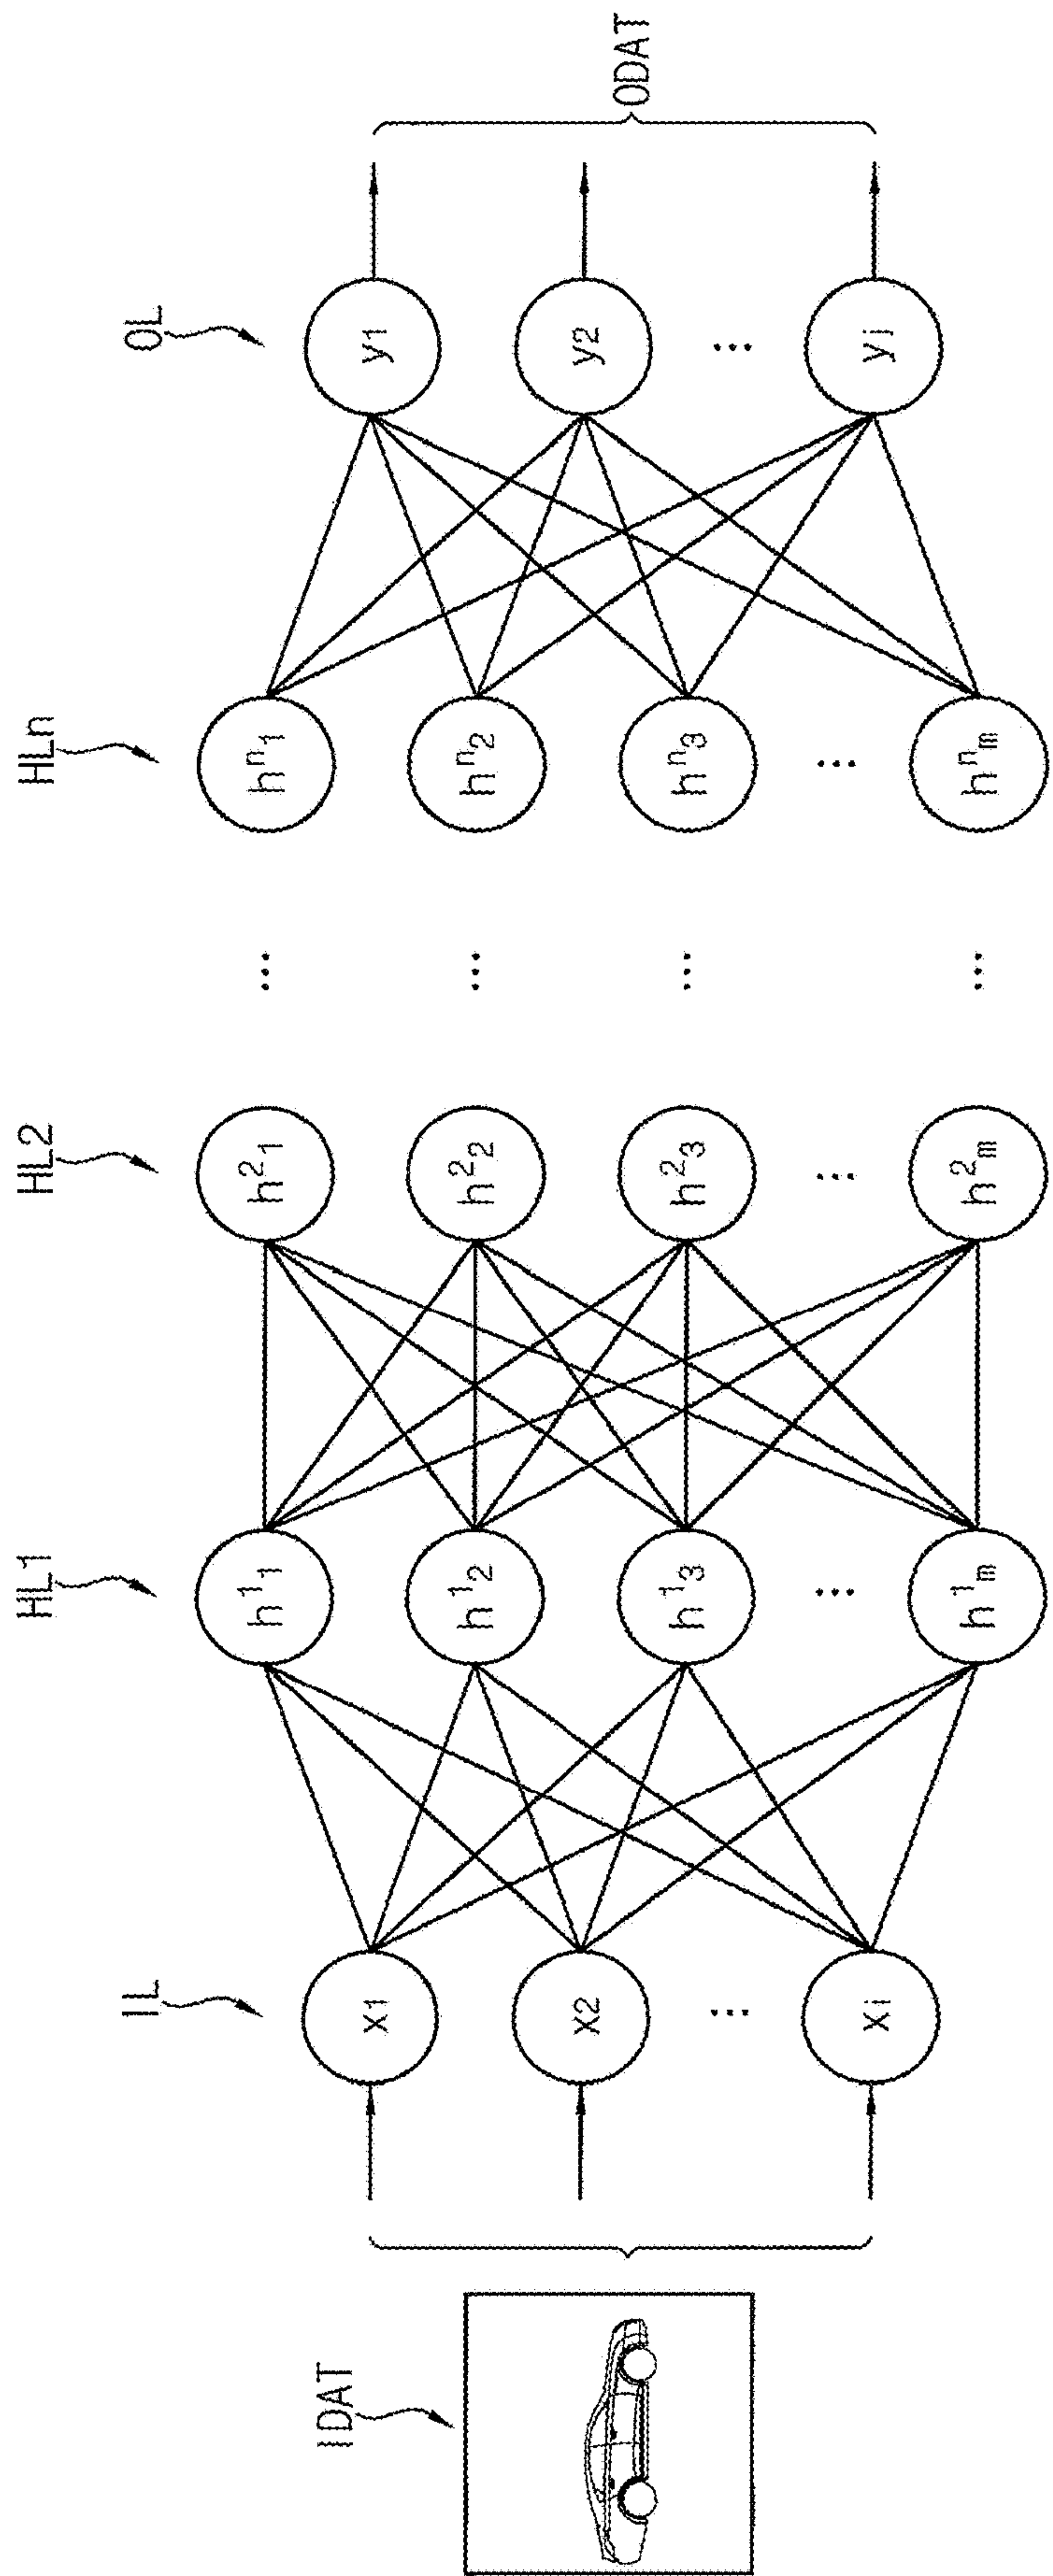 IDAT
IL
HL1
HL2
HLn
OL
x1
x2
...
xi
h¹1
h¹2
h¹3
...
h¹m
h²1
h²2
h²3
...
h²m
...
...
...
...
hⁿ1
hⁿ2
hⁿ3
...
hⁿm
y1
y2
...
yj
ODAT